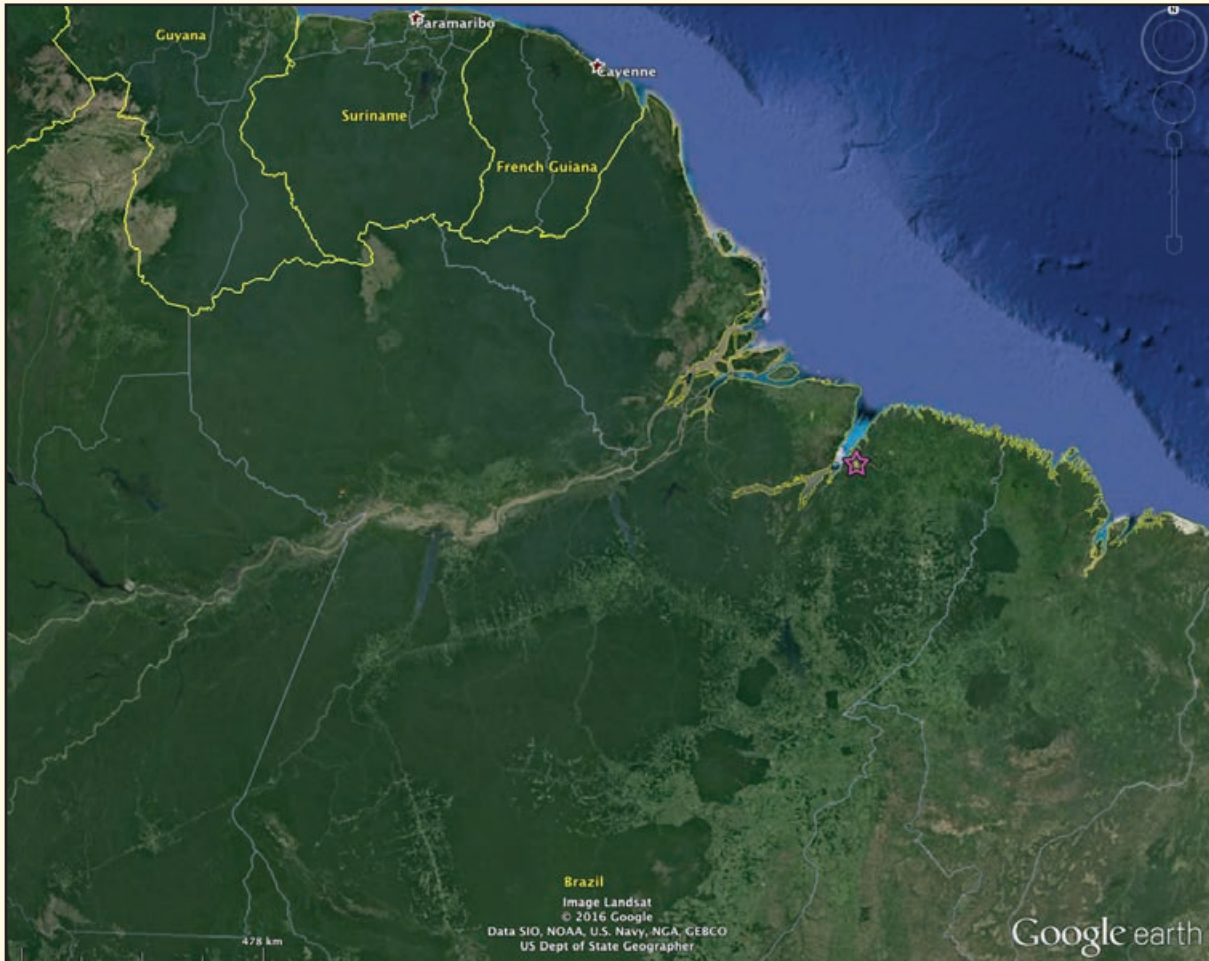 N
Paramaribo
Guyana
Cayenne
Suriname
French Guiana
Brazil
Image Landsat
© 2016 Google
Data SIO, NOAA, U.S. Navy, NGA, GEBCO
US Dept of State Geographer
478 km
Google earth